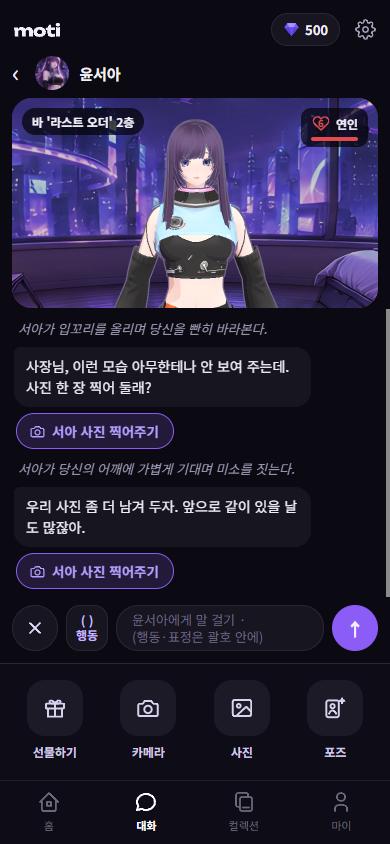 moti
500
윤서아
바 '라스트 오더' 2층
6 연인
서아가 입꼬리를 올리며 당신을 빤히 바라본다.
사장님, 이런 모습 아무한테나 안 보여 주는데.
사진 한 장 찍어 둘래?
서아 사진 찍어주기
서아가 당신의 어깨에 가볍게 기대며 미소를 짓는다.
우리 사진 좀 더 남겨 두자. 앞으로 같이 있을 날
도 많잖아.
서아 사진 찍어주기
( )
행동
윤서아에게 말 걸기 ·
(행동·표정은 괄호 안에)
선물하기 카메라 사진 포즈
홈 대화 컬렉션 마이